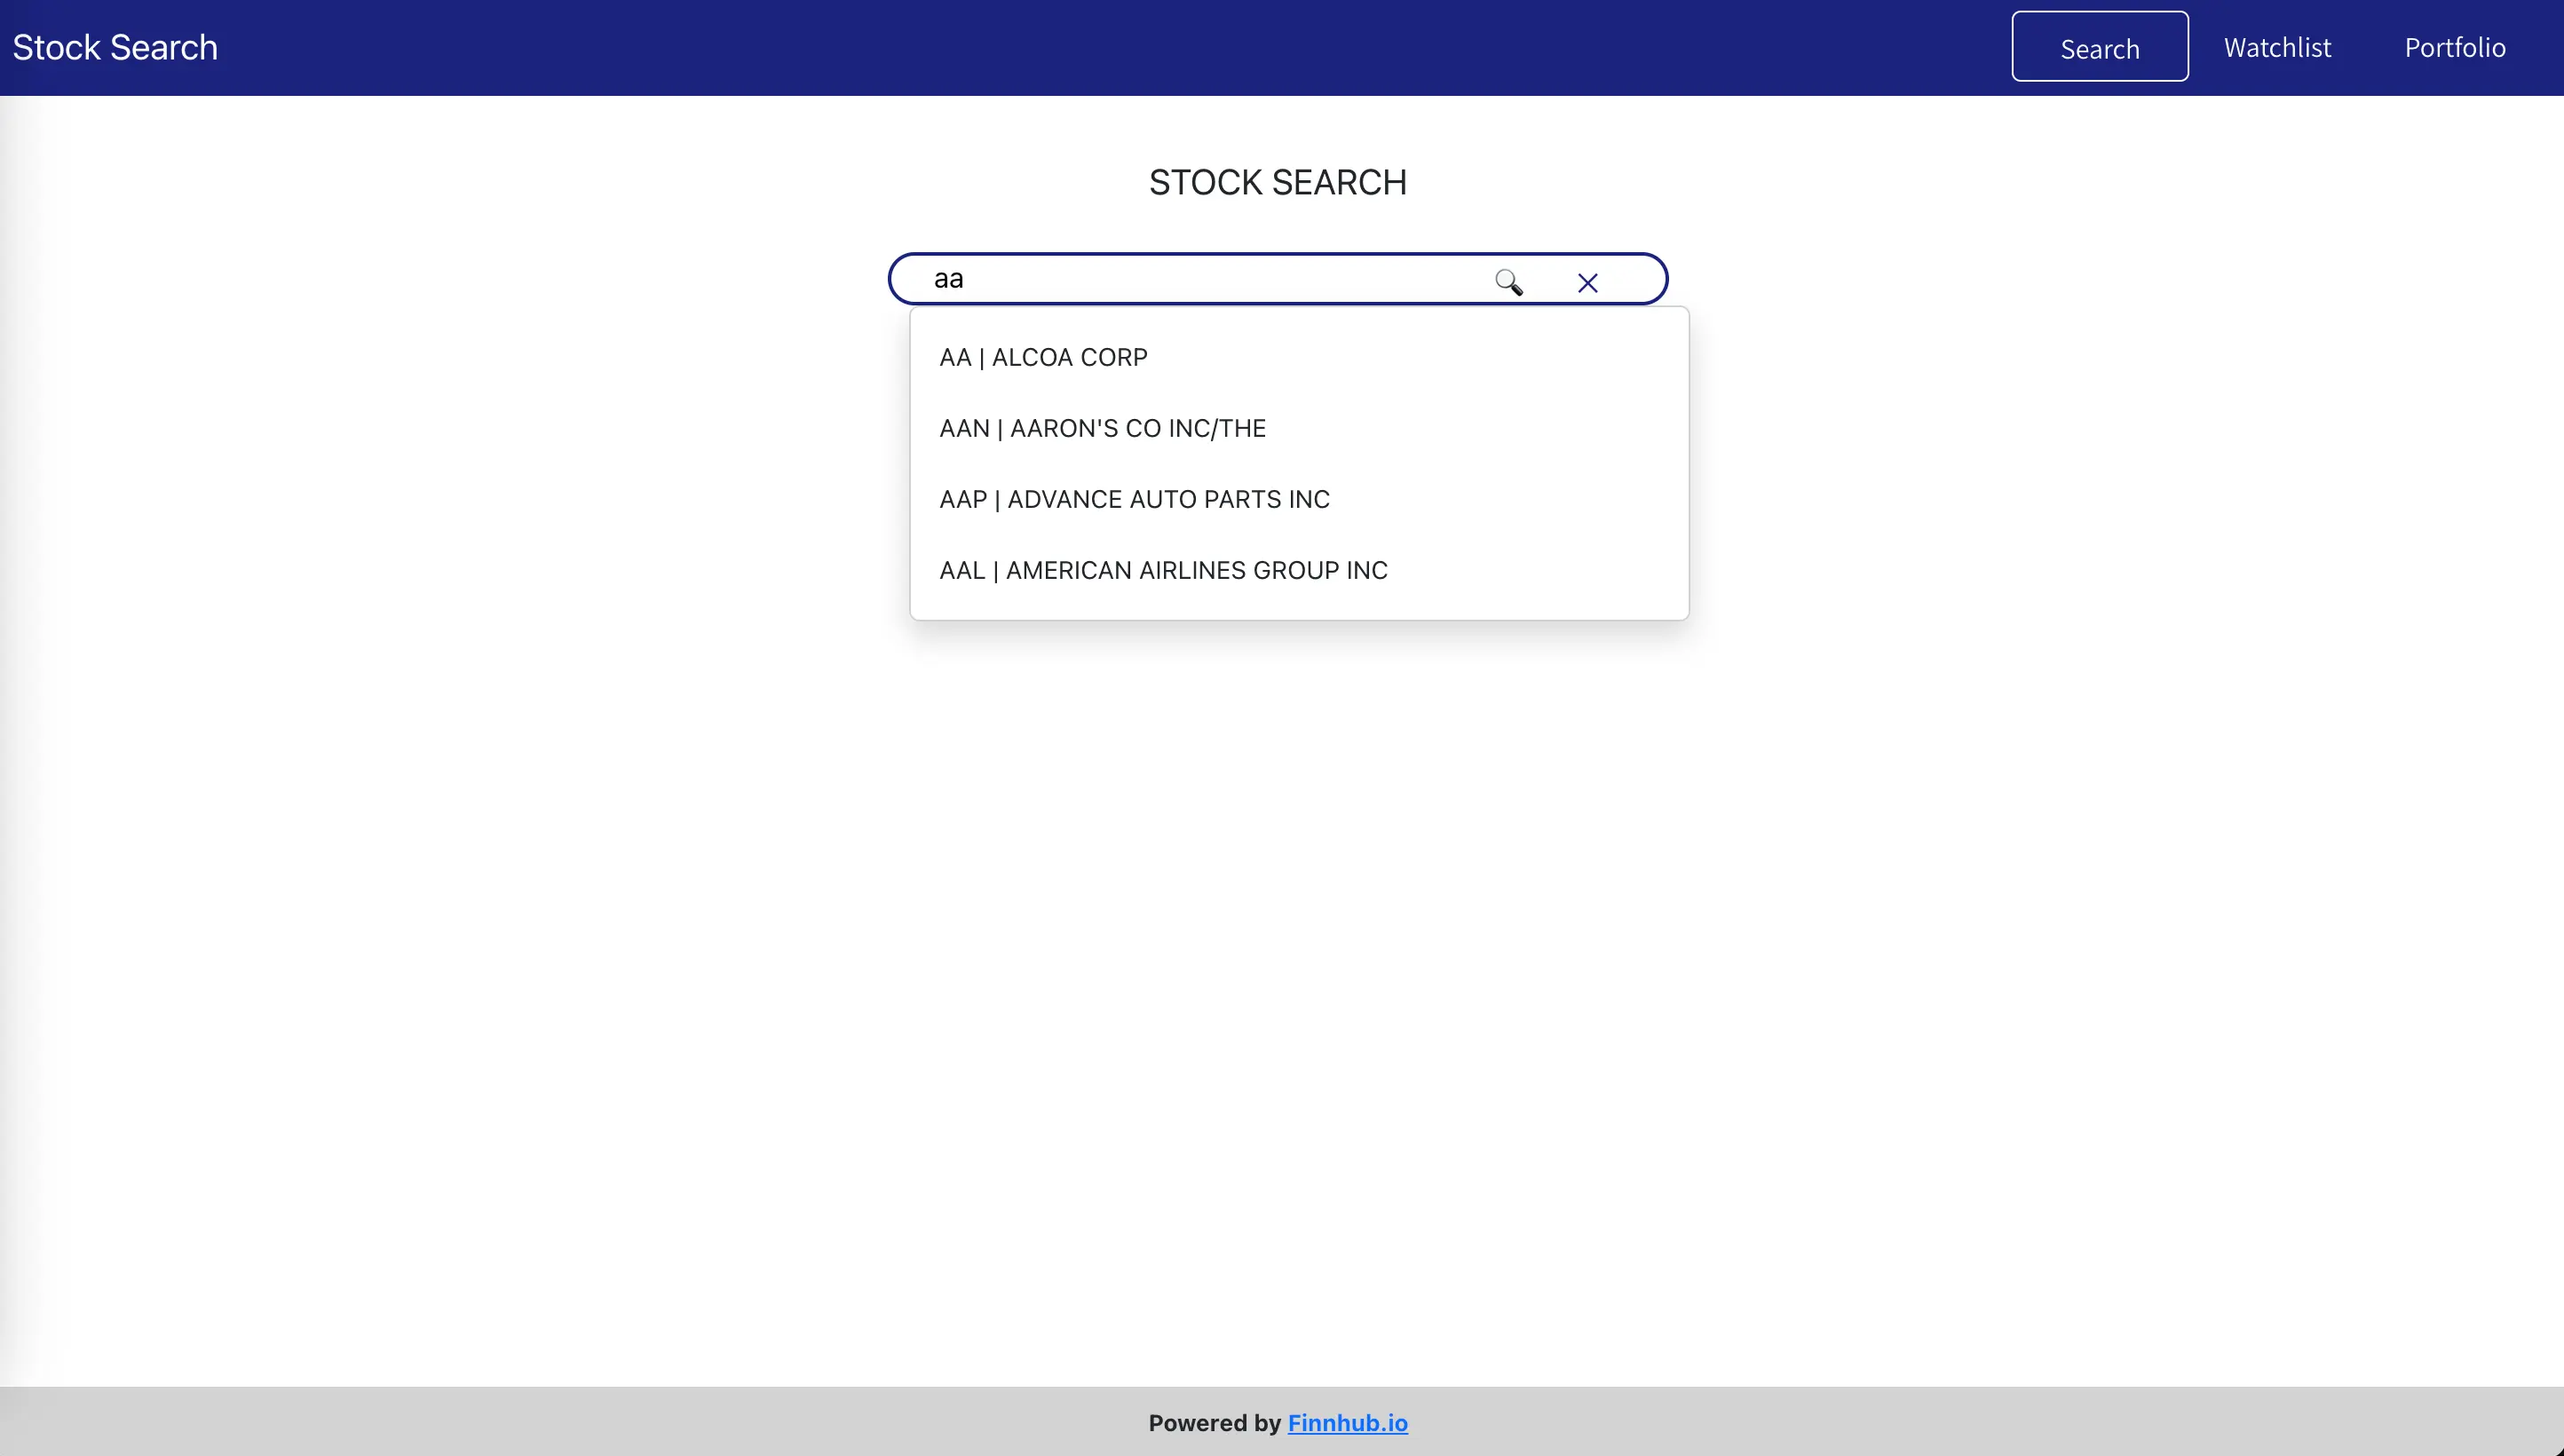 Stock Search
Search
Watchlist
Portfolio
STOCK SEARCH
aa
AA | ALCOA CORP
AAN | AARON'S CO INC/THE
AAP | ADVANCE AUTO PARTS INC
AAL | AMERICAN AIRLINES GROUP INC
Powered by Finnhub.io